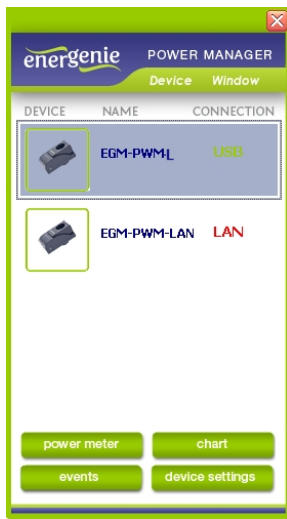 energenie POWER MANAGER
Device Window
DEVICE NAME CONNECTION
EGM-PWM-L USB
EGM-PWM-LAN LAN
power meter chart
events device settings